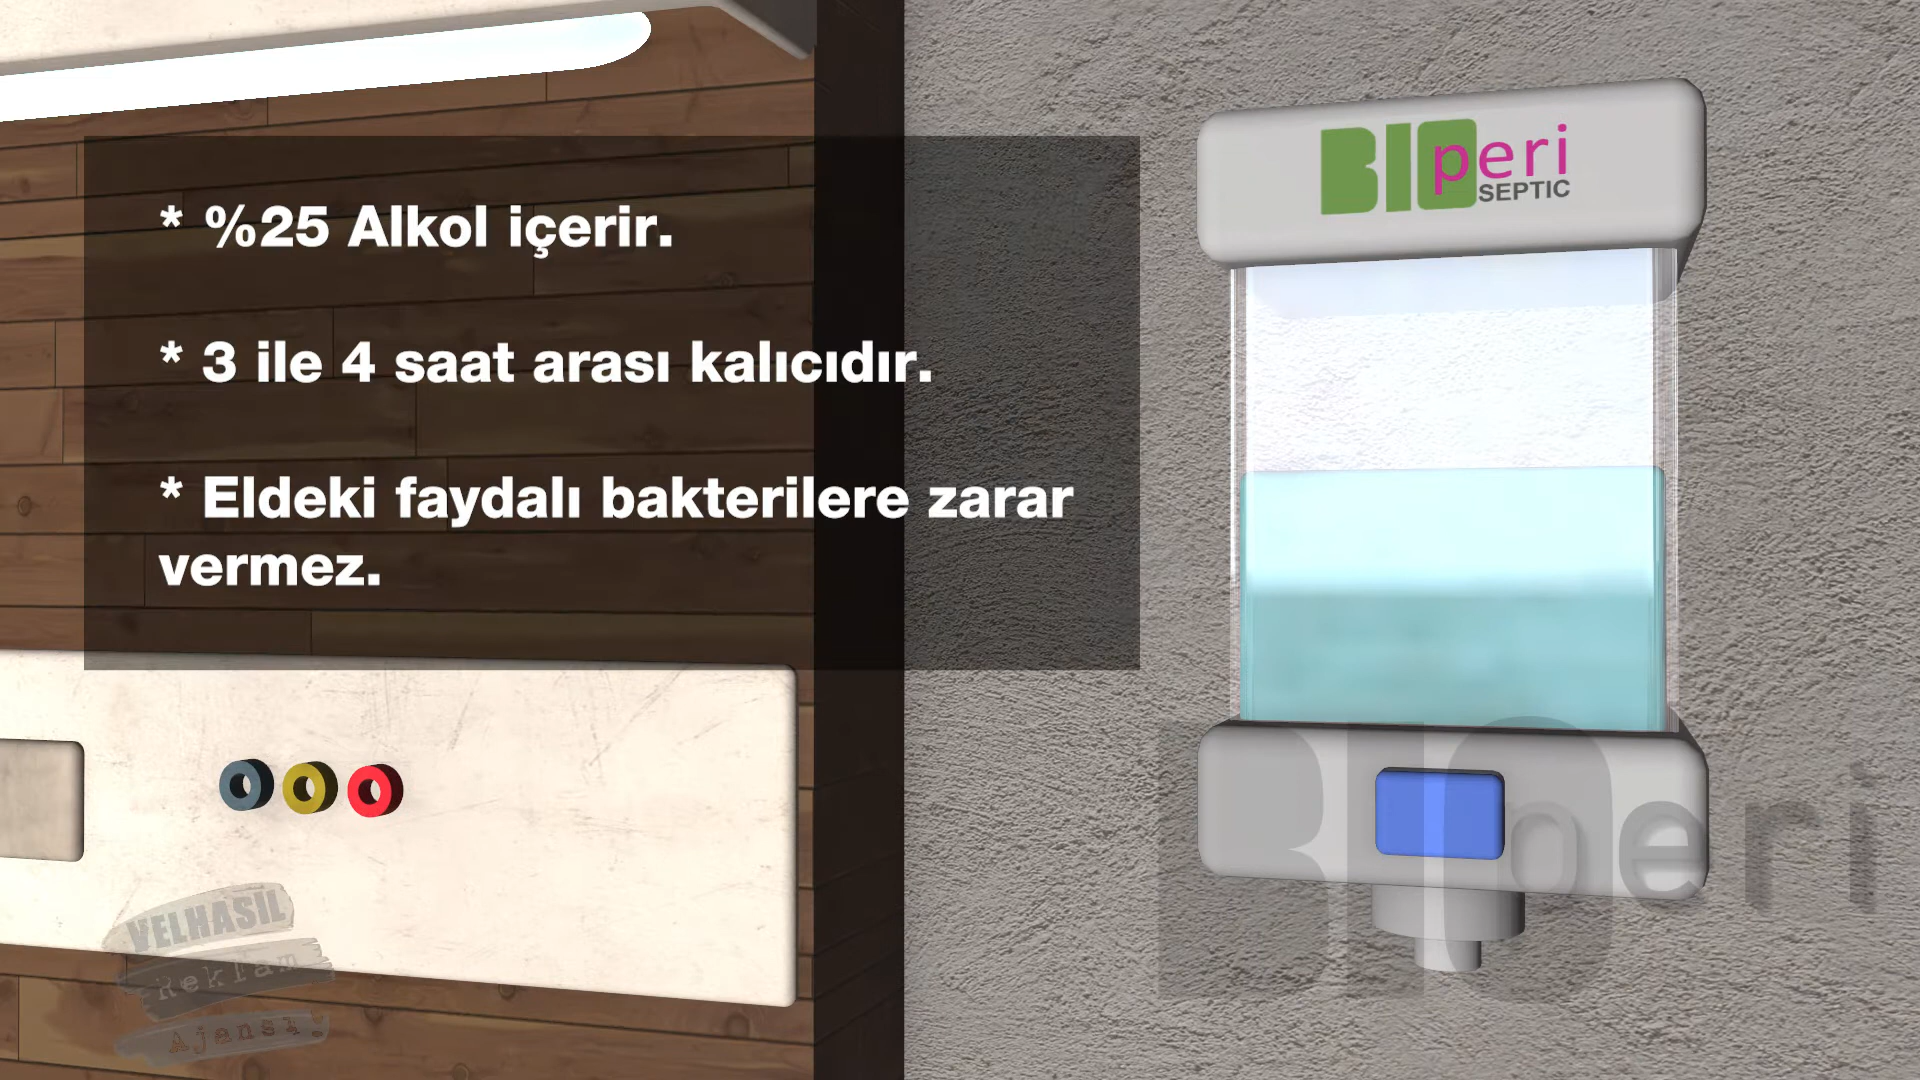 * %25 Alkol içerir.
* 3 ile 4 saat arası kalıcıdır.
* Eldeki faydalı bakterilere zarar
vermez.
BIOperi
SEPTIC
BIOperi
VELHASIL
Reklam
Ajansı!